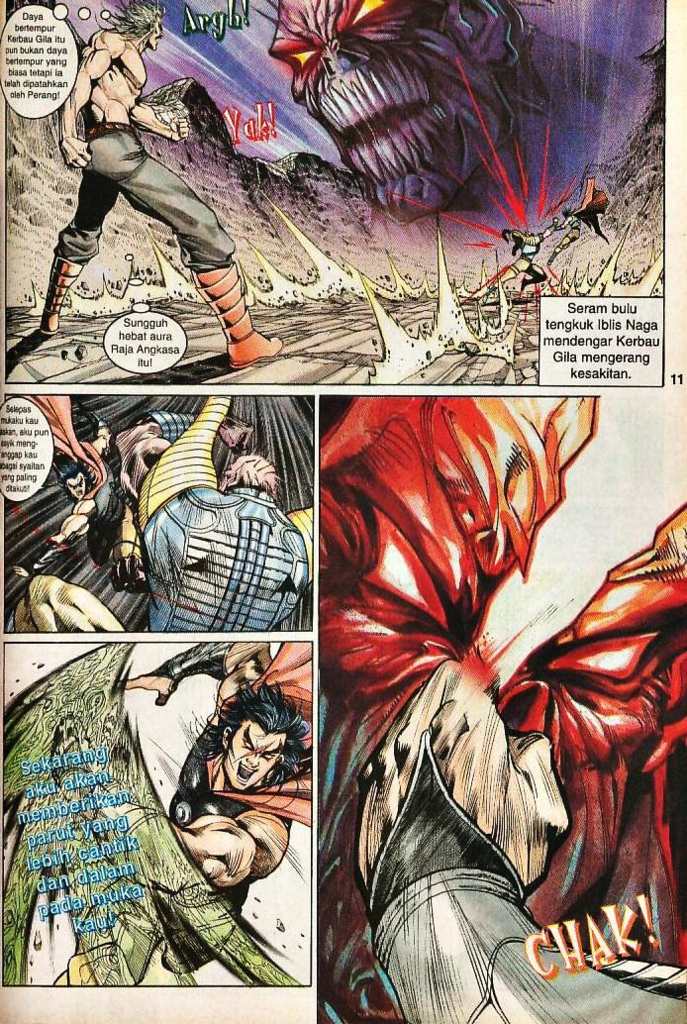 Daya
bertempur
Kerbau Gila itu
pun bukan daya
bertempur yang
biasa tetapi ia
telah dipatahkan
oleh Perang!
Argh!
Yak!
Sungguh
hebat aura
Raja Angkasa
itu!
Seram bulu
tengkuk Iblis Naga
mendengar Kerbau
Gila mengerang
kesakitan.
11
Selepas
mukaku kau
aku pun
meng-
anggap kau
syaitan
yang paling
ditakuti!
Sekarang
aku akan
memberikan
parut yang
lebih cantik
dan dalam
pada muka
kau!
CHAK!